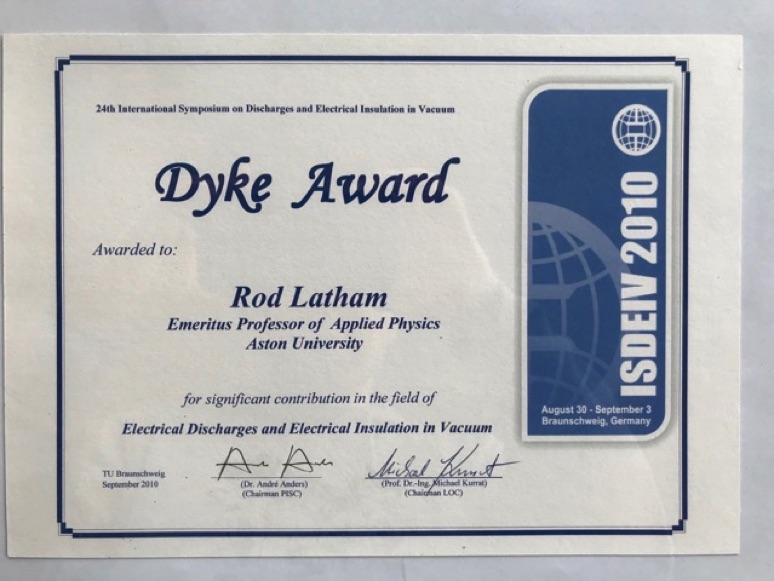 24th International Symposium on Discharges and Electrical Insulation in Vacuum
Dyke Award
Awarded to:
Rod Latham
Emeritus Professor of Applied Physics
Aston University
for significant contribution in the field of
Electrical Discharges and Electrical Insulation in Vacuum
TU Braunschweig
September 2010
(Dr. André Anders)
(Chairman PISC)
Michael Kurrat
(Prof. Dr.-Ing. Michael Kurrat)
(Chairman LOC)
ISDEIV 2010
August 30 - September 3
Braunschweig, Germany